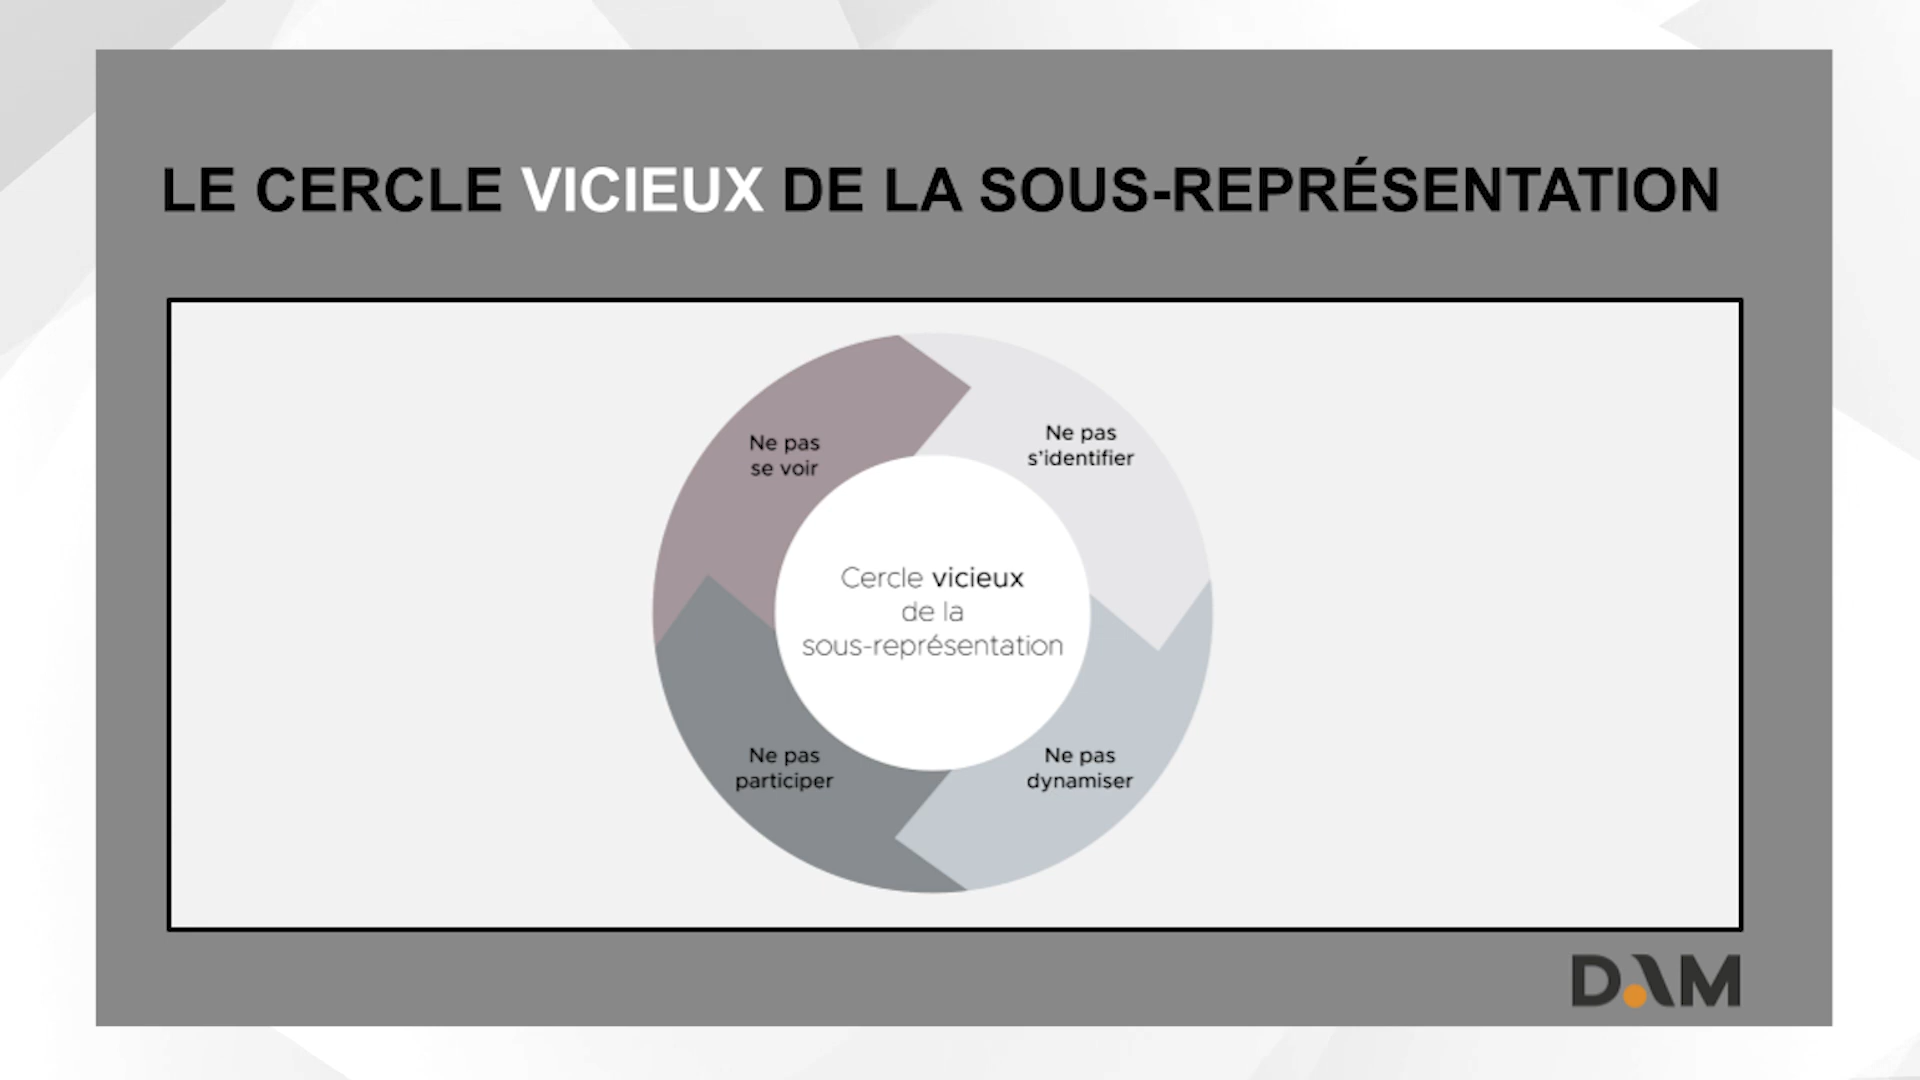 LE CERCLE VICIEUX DE LA SOUS-REPRÉSENTATION
Ne pas
se voir
Ne pas
s'identifier
Cercle vicieux
de la
sous-représentation
Ne pas
participer
Ne pas
dynamiser
DAM